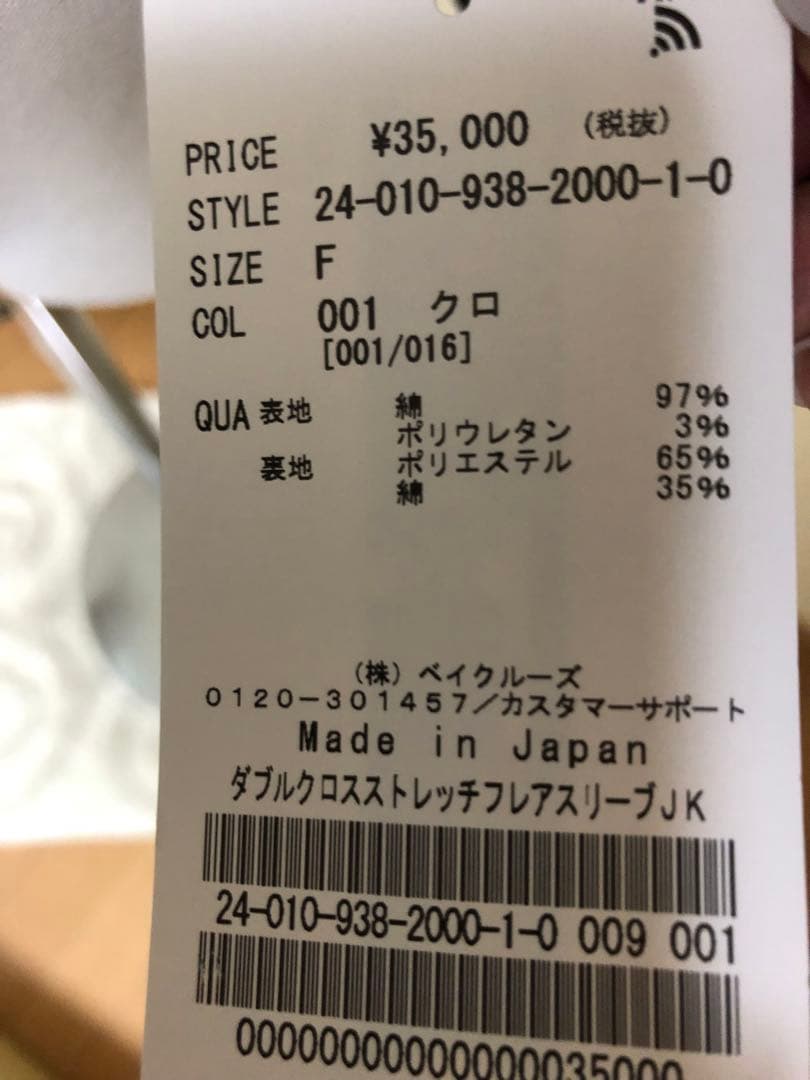 PRICE ¥35,000 (税抜)
STYLE 24-010-938-2000-1-0
SIZE F
COL 001 クロ
[001/016]
QUA 表地 綿 97%
ポリウレタン 3%
裏地 ポリエステル 65%
綿 35%
(株) ベイクルーズ
0120-301457/カスタマーサポート
Made in Japan
ダブルクロスストレッチフレアスリーブJK
24-010-938-2000-1-0 009 001
0000000000000000035000